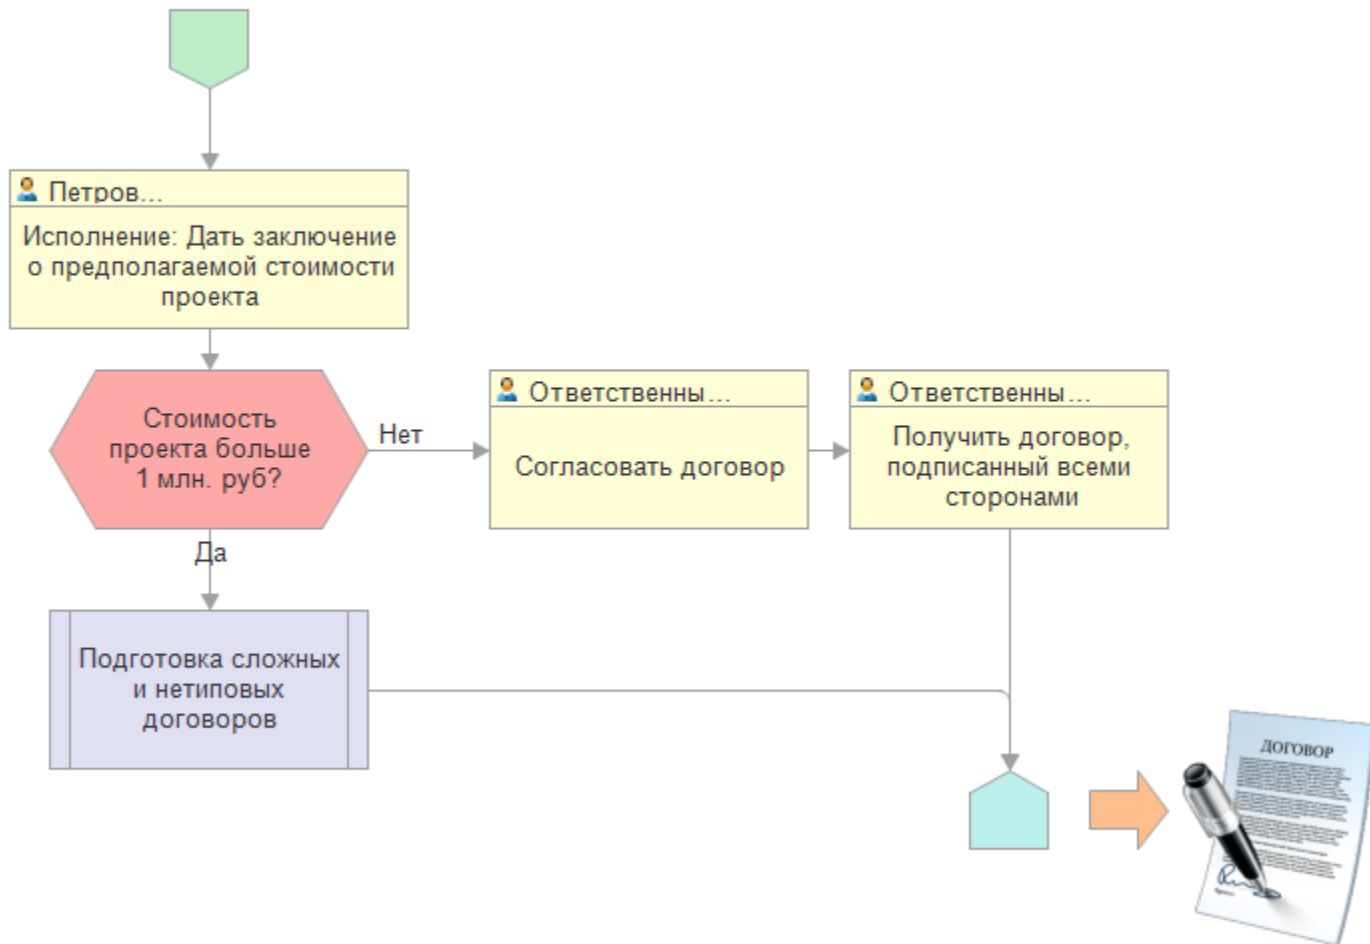 Петров...
Исполнение: Дать заключение
о предполагаемой стоимости
проекта
Стоимость
проекта больше
1 млн. руб?
Нет
Ответственны...
Согласовать договор
Ответственны...
Получить договор,
подписанный всеми
сторонами
Да
Подготовка сложных
и нетиповых
договоров
ДОГОВОР